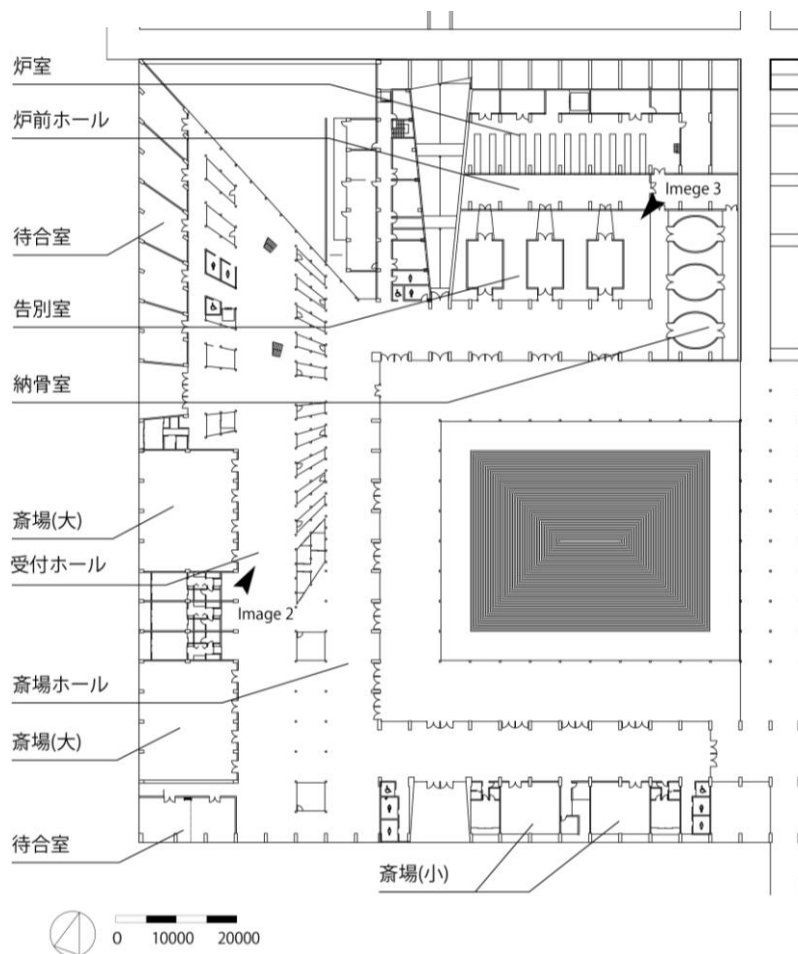 炉室
炉前ホール
Imege 3
待合室
告別室
納骨室
斎場(大)
受付ホール
Image 2
斎場ホール
斎場(大)
待合室
斎場(小)
0 10000 20000